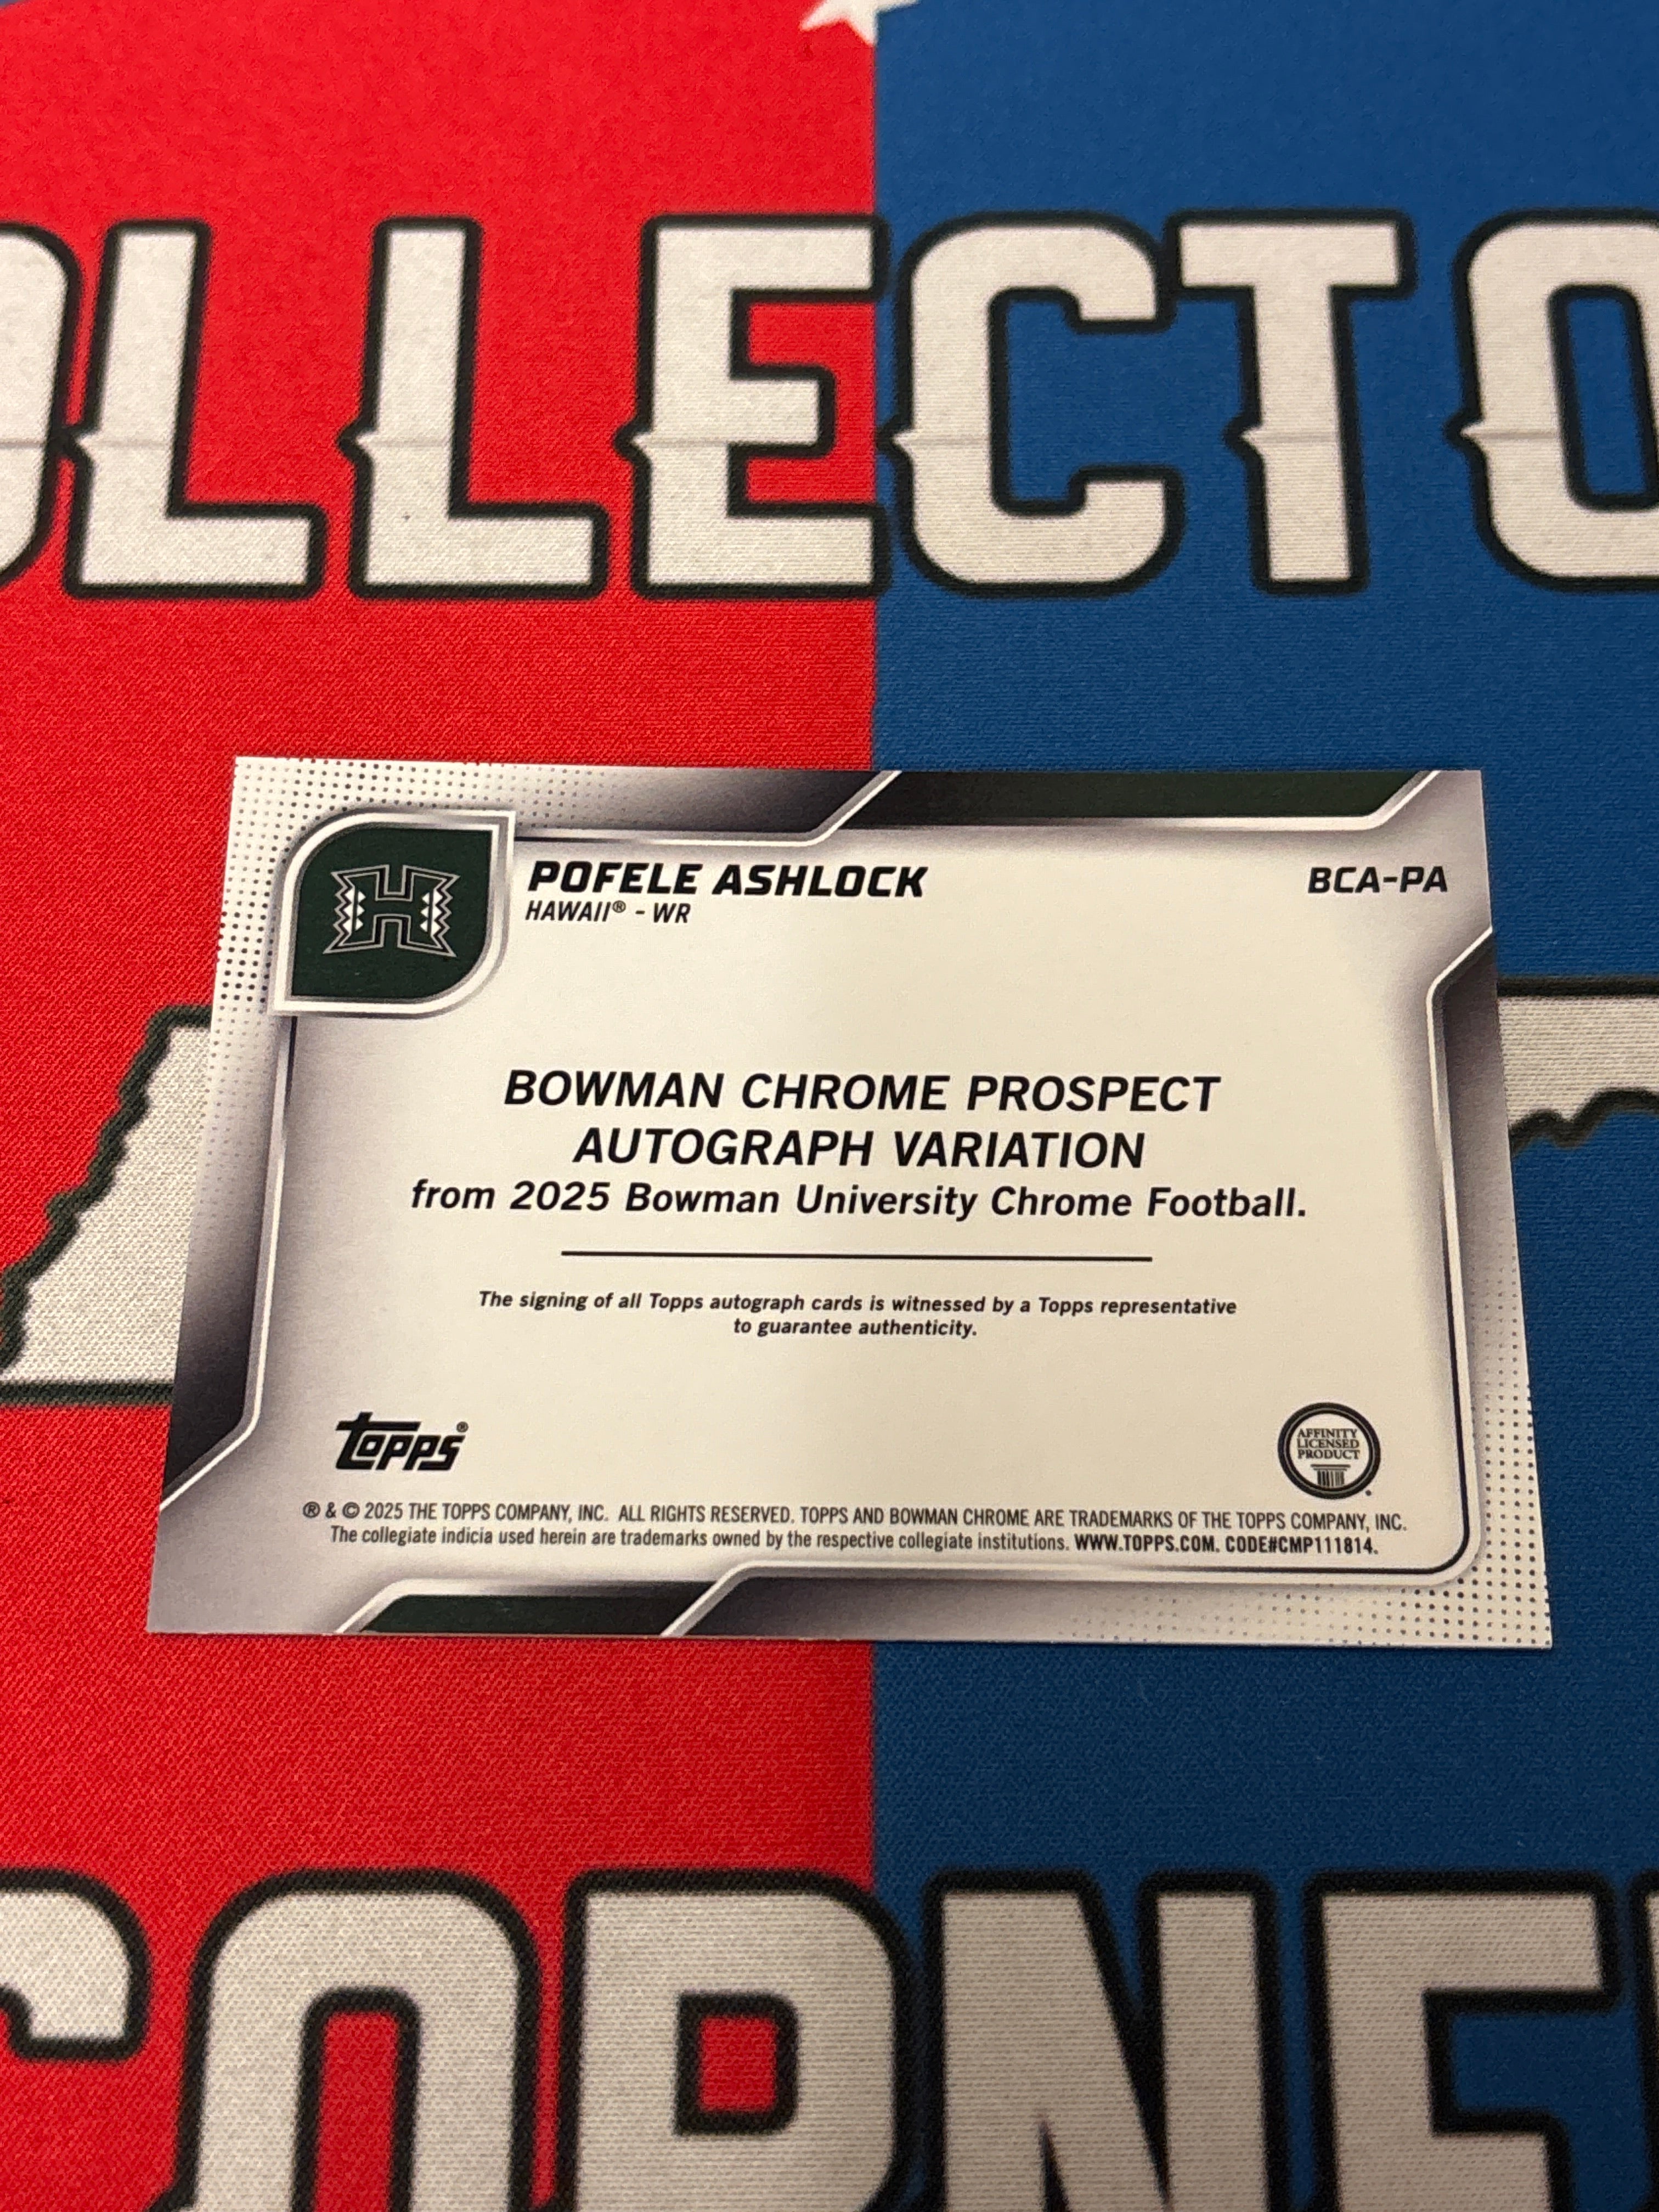 OLLECTO
POFELE ASHLOCK
BCA-PA
HAWAII® - WR
BOWMAN CHROME PROSPECT
AUTOGRAPH VARIATION
from 2025 Bowman University Chrome Football.
The signing of all Topps autograph cards is witnessed by a Topps representative
to guarantee authenticity.
topps®
AFFINITY
LICENSED
PRODUCT
® & © 2025 THE TOPPS COMPANY, INC. ALL RIGHTS RESERVED. TOPPS AND BOWMAN CHROME ARE TRADEMARKS OF THE TOPPS COMPANY, INC.
The collegiate indicia used herein are trademarks owned by the respective collegiate institutions. WWW.TOPPS.COM. CODE#CMP111814.
CORNE